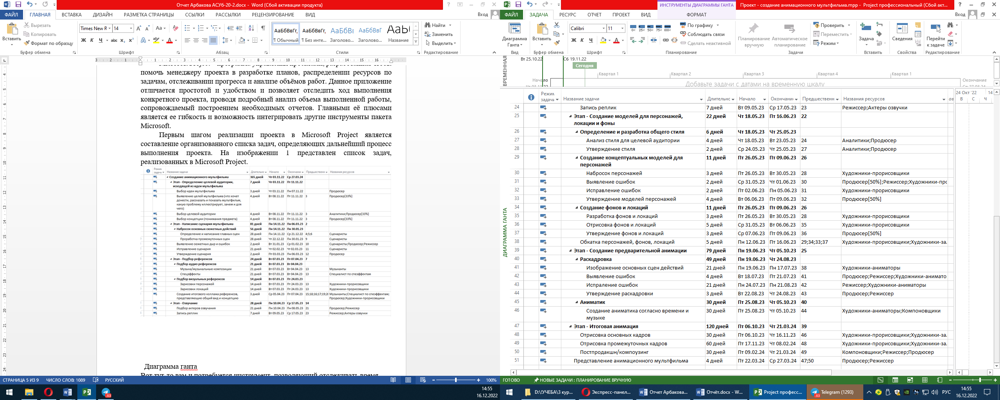 Отчет Арбакова АСУб-20-2.docx - Word (Сбой активации продукта)
ФАЙЛ ГЛАВНАЯ ВСТАВКА ДИЗАЙН РАЗМЕТКА СТРАНИЦЫ ССЫЛКИ РАССЫЛКИ РЕЦЕНЗИРОВАНИЕ ВИД Вход
Вставить
Вырезать
Копировать
Формат по образцу
Буфер обмена
Times New R 14
Ж К Ч abc
Шрифт
Абзац
АаБбВвГг, АаБбВвГг, АаБбВı АаБбВвГ АаЬ
¶ Обычный ¶ Без инте... Заголово... Заголово... Название
Стили
Найти
Заменить
Выделить
Редактирование
помочь менеджеру проекта в разработке планов, распределении ресурсов по
задачам, отслеживании прогресса и анализе объёмов работ. Данное приложение
отличается простотой и удобством и позволяет отследить ход выполнения
конкретного проекта, проводя подробный анализ объема выполненной работы,
сопровождаемый построением необходимых отчетов. Главными её плюсами
является ее гибкость и возможность интегрировать другие инструменты пакета
Microsoft.
Первым шагом реализации проекта в Microsoft Project является
составление организованного списка задач, определяющих дальнейший процесс
выполнения проекта. На изображении 1 представлен список задач,
реализованных в Microsoft Project.
Режим задачи Название задачи Длительнс Начало Окончани Предшественн Названия ресурсов
Создание анимационного мультфильма 365 дней Чт 03.11.22 Ср 27.03.24
Этап - Определение целевой аудитории, 7 дней Чт 03.11.22 Пт 11.11.22
исходящей из идеи мультфильма
Выбор идеи мультфильма 3 дней Чт 03.11.22 Пн 07.11.22 Продюсер
Выявление целей мультфильма (что хочет 4 дней Вт 08.11.22 Пт 11.11.22 3 Продюсер[33%]
донести, рассказать и показать мультфильм,
какую проблему иллюстрирует, зачем и для
чего)
Выбор целевой аудитории 4 дней Вт 08.11.22 Пт 11.11.22 3 Аналитики;Продюсер[33%]
Выбор концепции (понимания предмета) 4 дней Вт 08.11.22 Пт 11.11.22 3 Продюсер[33%]
Этап - Написание сценария мультфильма 81 дней Пн 14.11.22 Пн 06.03.23 2
Набросок основных сюжетных действий 56 дней Пн 14.11.22 Пн 30.01.23
Определение и написание главных сцен 28 дней Пн 14.11.22 Ср 21.12.22 4;5;6 Сценаристы
Проработка промежуточных сцен 28 дней Чт 22.12.22 Пн 30.01.23 9 Сценаристы
Выявление сюжетных дыр и ошибок 2 дней Вт 31.01.23 Ср 01.02.23 10 Сценаристы;Продюсер;Режиссер
Исправление сценария 21 дней Чт 02.02.23 Чт 02.03.23 11 Сценаристы
Утверждение сценария 2 дней Пт 03.03.23 Пн 06.03.23 12 Продюсер
Этап - Подбор референсов 24 дней Вт 07.03.23 Пт 07.04.23 7
Подбор аудио референсов 21 дней Вт 07.03.23 Вт 04.04.23
Музыка/музыкальные композиции 21 дней Вт 07.03.23 Вт 04.04.23 13 Музыканты
Спецэффекты 21 дней Вт 07.03.23 Вт 04.04.23 13 Специалист по спеэффектам
Подбор визуальных референсов 14 дней Вт 07.03.23 Пт 24.03.23
Зарисовки персонажей 14 дней Вт 07.03.23 Пт 24.03.23 13 Художники-прорисовщики
Зарисовки локаций 14 дней Вт 07.03.23 Пт 24.03.23 13 Художники-прорисовщики
Создание итогового коллажа референсов, 3 дней Ср 05.04.23 Пт 07.04.23 15;18;16;17;19;20 Музыканты;Специалист по спеэффектам;
представляющие общий вид и концепцию Продюсер;Художники-прорисовщики
Этап - Озвучание 28 дней Пн 10.04.23 Ср 17.05.23 14
Подбор актеров озвучания 21 дней Пн 10.04.23 Пн 08.05.23 21 Продюсер;Режиссер
Запись реплик 7 дней Вт 09.05.23 Ср 17.05.23 23 Режиссер;Актеры озвучки
Диаграмма ганта
Вот тут-то вам и потребуется инструмент, позволяющий отслеживать время
СТРАНИЦА 5 ИЗ 9 ЧИСЛО СЛОВ: 1089 РУССКИЙ 100%
14:55
16.12.2022
ИНСТРУМЕНТЫ ДИАГРАММЫ ГАНТА Проект - создание анимационного мультфильма.mpp - Project профессиональный (Сбой акт...
ФАЙЛ ЗАДАЧА РЕСУРС ОТЧЕТ ПРОЕКТ ВИД ФОРМАТ Вход
Диаграмма Ганта
Вид
Вставить
Буфер обмена
Calibri 11
Ж К Ч
Шрифт
0% 25% 50% 75% 100%
По графику
Соблюдать связи
Сделать неактивной
Планирование
Планирование вручную
Автоматическое планирование
Проверить
Переместить
Режим
Задачи
Задача
Вставить
Сведения
Свойства
Перейти к задаче
Редактирование
ВРЕМЕННАЯ
Вт 25.10.22 Сб 19.11.22
Сегодня
Квартал 1 Квартал 2 Квартал 3 Квартал 4 Квартал 1
Начало Окончание
Чт 03.11.22 Добавьте задачи с датами на временную шкалу Ср 27.03.24
ДИАГРАММА ГАНТА
Режим задачи Название задачи Длительнс Начало Окончани Предшественн Названия ресурсов
24 Окт '22 14
В С Ч
24 Запись реплик 7 дней Вт 09.05.23 Ср 17.05.23 23 Режиссер;Актеры озвучки
25 Этап - Создание моделей для персонажей, 22 дней Чт 18.05.23 Пт 16.06.23 22
локации и фоны
26 Определение и разработка общего стиля 6 дней Чт 18.05.23 Чт 25.05.23
27 Анализ стиля для целевой аудитории 4 дней Чт 18.05.23 Вт 23.05.23 24 Аналитики;Продюсер
28 Утверждение стиля 2 дней Ср 24.05.23 Чт 25.05.23 27 Аналитики;Продюсер
29 Создание концептуальных моделей для 11 дней Пт 26.05.23 Пт 09.06.23 26
персонажей
30 Набросок персонажей 3 дней Пт 26.05.23 Вт 30.05.23 28 Художники-прорисовщики
31 Выявление ошибок 2 дней Ср 31.05.23 Чт 01.06.23 30 Продюсер[50%];Режиссер;Художники-прс
32 Исправление ошибок 2 дней Пт 02.06.23 Пн 05.06.23 31 Художники-прорисовщики
33 Утверждение моделей персонажей 4 дней Вт 06.06.23 Пт 09.06.23 32 Продюсер[50%]
34 Создание фонов и локаций 11 дней Пт 26.05.23 Пт 09.06.23 26
35 Разработка фонов и локаций 3 дней Пт 26.05.23 Вт 30.05.23 28 Художники-прорисовщики
36 Отрисовка фонов и локаций 5 дней Ср 31.05.23 Вт 06.06.23 35 Художники-прорисовщики
37 Утверждение фонов и локаций 3 дней Ср 07.06.23 Пт 09.06.23 36 Продюсер[50%]
38 Обкатка персонажей, фонов, локаций 5 дней Пн 12.06.23 Пт 16.06.23 29;34;33;37 Художники-прорисовщики;Художники-за.
39 Этап - Создание предварительной анимации 79 дней Пн 19.06.23 Чт 05.10.23 25
40 Раскадровка 49 дней Пн 19.06.23 Чт 24.08.23
41 Изображение основных сцен действий 21 дней Пн 19.06.23 Пн 17.07.23 38 Художники-аниматоры
42 Выявление ошибок 4 дней Вт 18.07.23 Пт 21.07.23 41 Продюсер;Режиссер;Художники-анимато
43 Испраление ошибок 21 дней Пн 24.07.23 Пн 21.08.23 42 Режиссер;Художники-аниматоры
44 Утверждение раскадровки 3 дней Вт 22.08.23 Чт 24.08.23 43 Продюсер;Режиссер
45 Аниматик 30 дней Пт 25.08.23 Чт 05.10.23 40
46 Создание аниматика согласно времени и 30 дней Пт 25.08.23 Чт 05.10.23 44 Художники-аниматоры;Компоновщики
музыке
47 Этап - Итоговая анимация 120 дней Пт 06.10.23 Чт 21.03.24 39
48 Отрисовка основных кадров 30 дней Пт 06.10.23 Чт 16.11.23 46 Художники-прорисовщики;Художники-за.
49 Отрисовка промежуточных кадров 60 дней Пт 17.11.23 Чт 08.02.24 48 Художники-прорисовщики;Художники-за.
50 Постпродакшн/компоузинг 30 дней Пт 09.02.24 Чт 21.03.24 49 Компоновщики;Режиссер;Продюсер
51 Представление анимационного мультфильма 4 дней Пт 22.03.24 Ср 27.03.24 47;50 Продюсер;Режиссер
ГОТОВО НОВЫЕ ЗАДАЧИ : ПЛАНИРОВАНИЕ ВРУЧНУЮ
D:\!УЧЕБА\3 кур... Экспресс-панел... Отчет Арбакова... Отчёт.docx - W... Project професс... Telegram (1293) РУС 14:55
16.12.2022